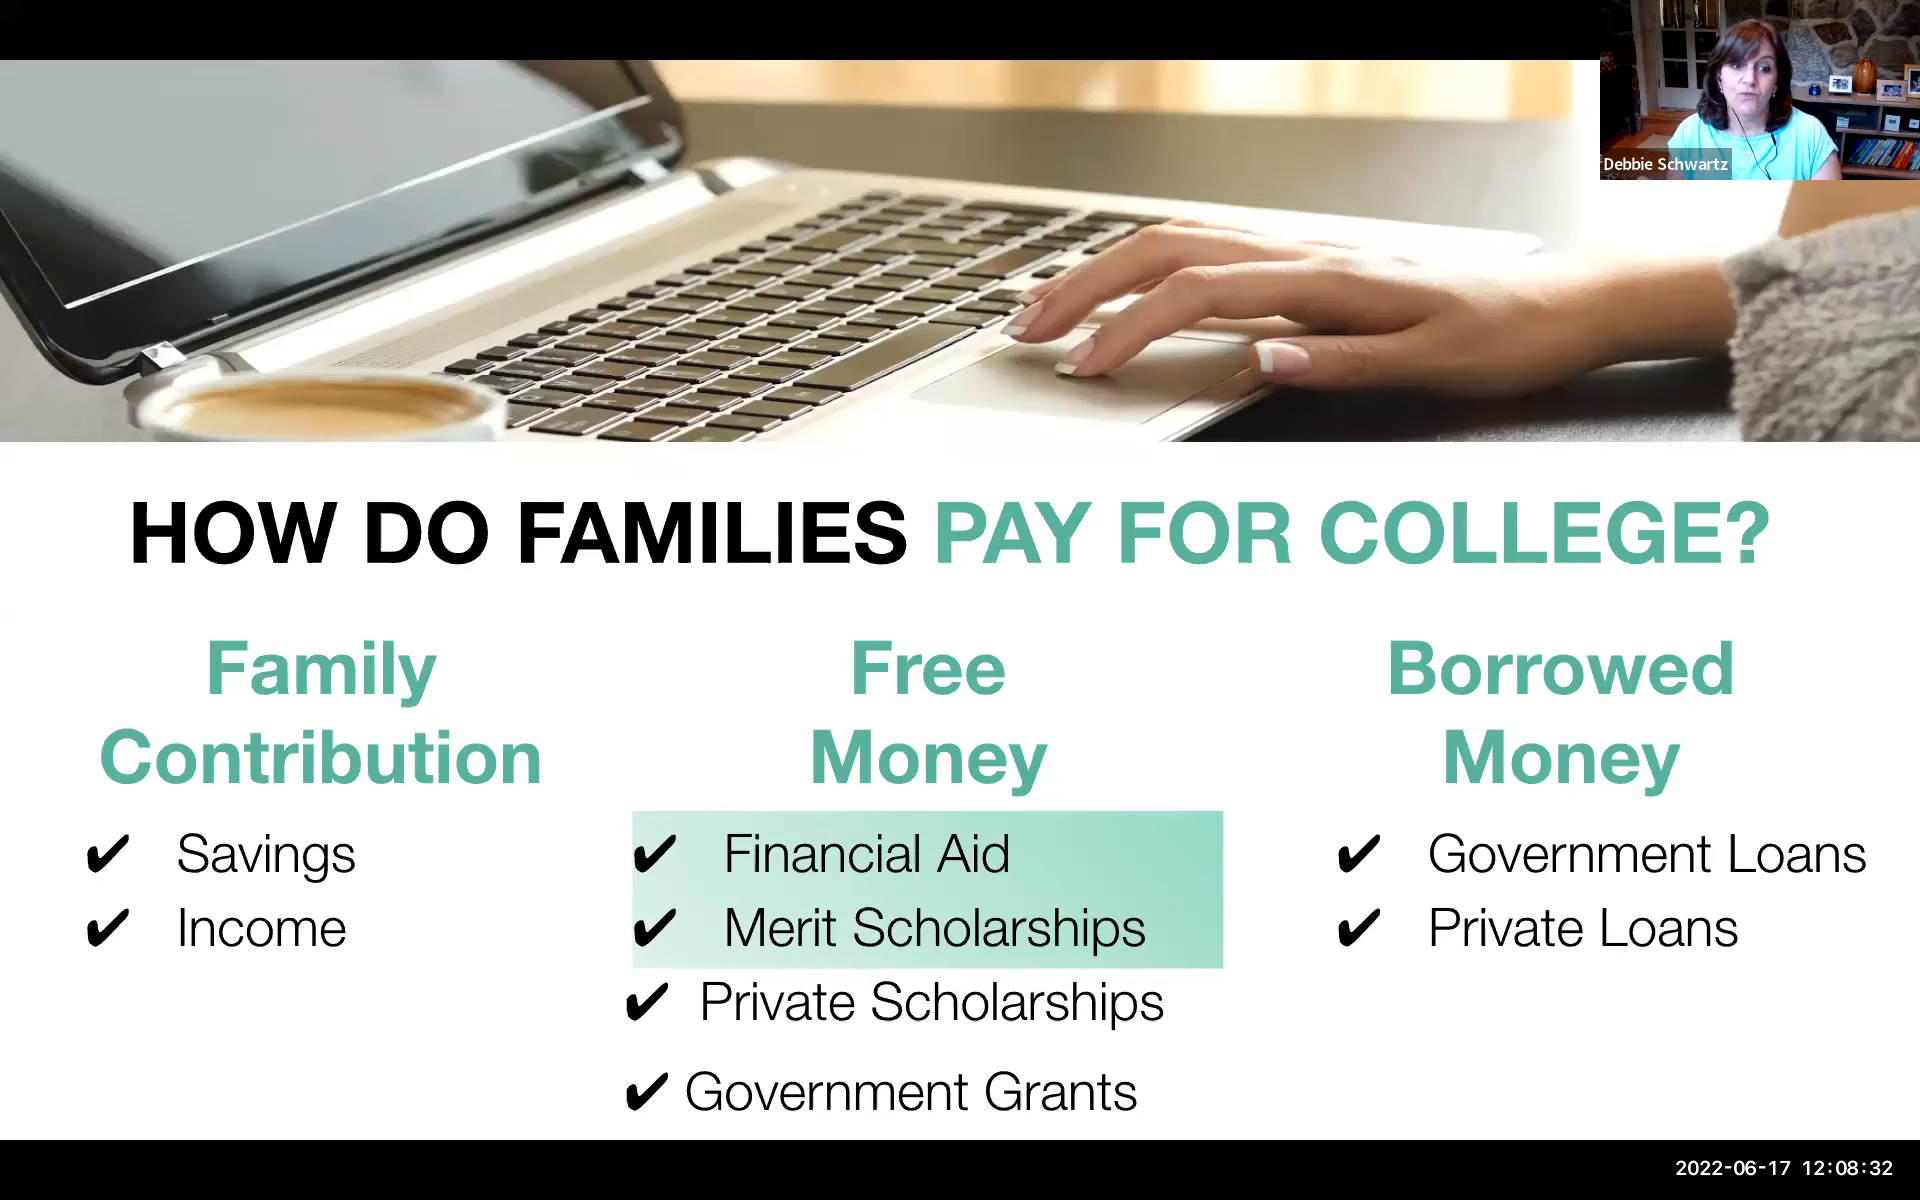 Debbie Schwartz
HOW DO FAMILIES PAY FOR COLLEGE?
Family
Contribution
✔ Savings
✔ Income
Free
Money
✔ Financial Aid
✔ Merit Scholarships
✔ Private Scholarships
✔ Government Grants
Borrowed
Money
✔ Government Loans
✔ Private Loans
2022-06-17 12:08:32